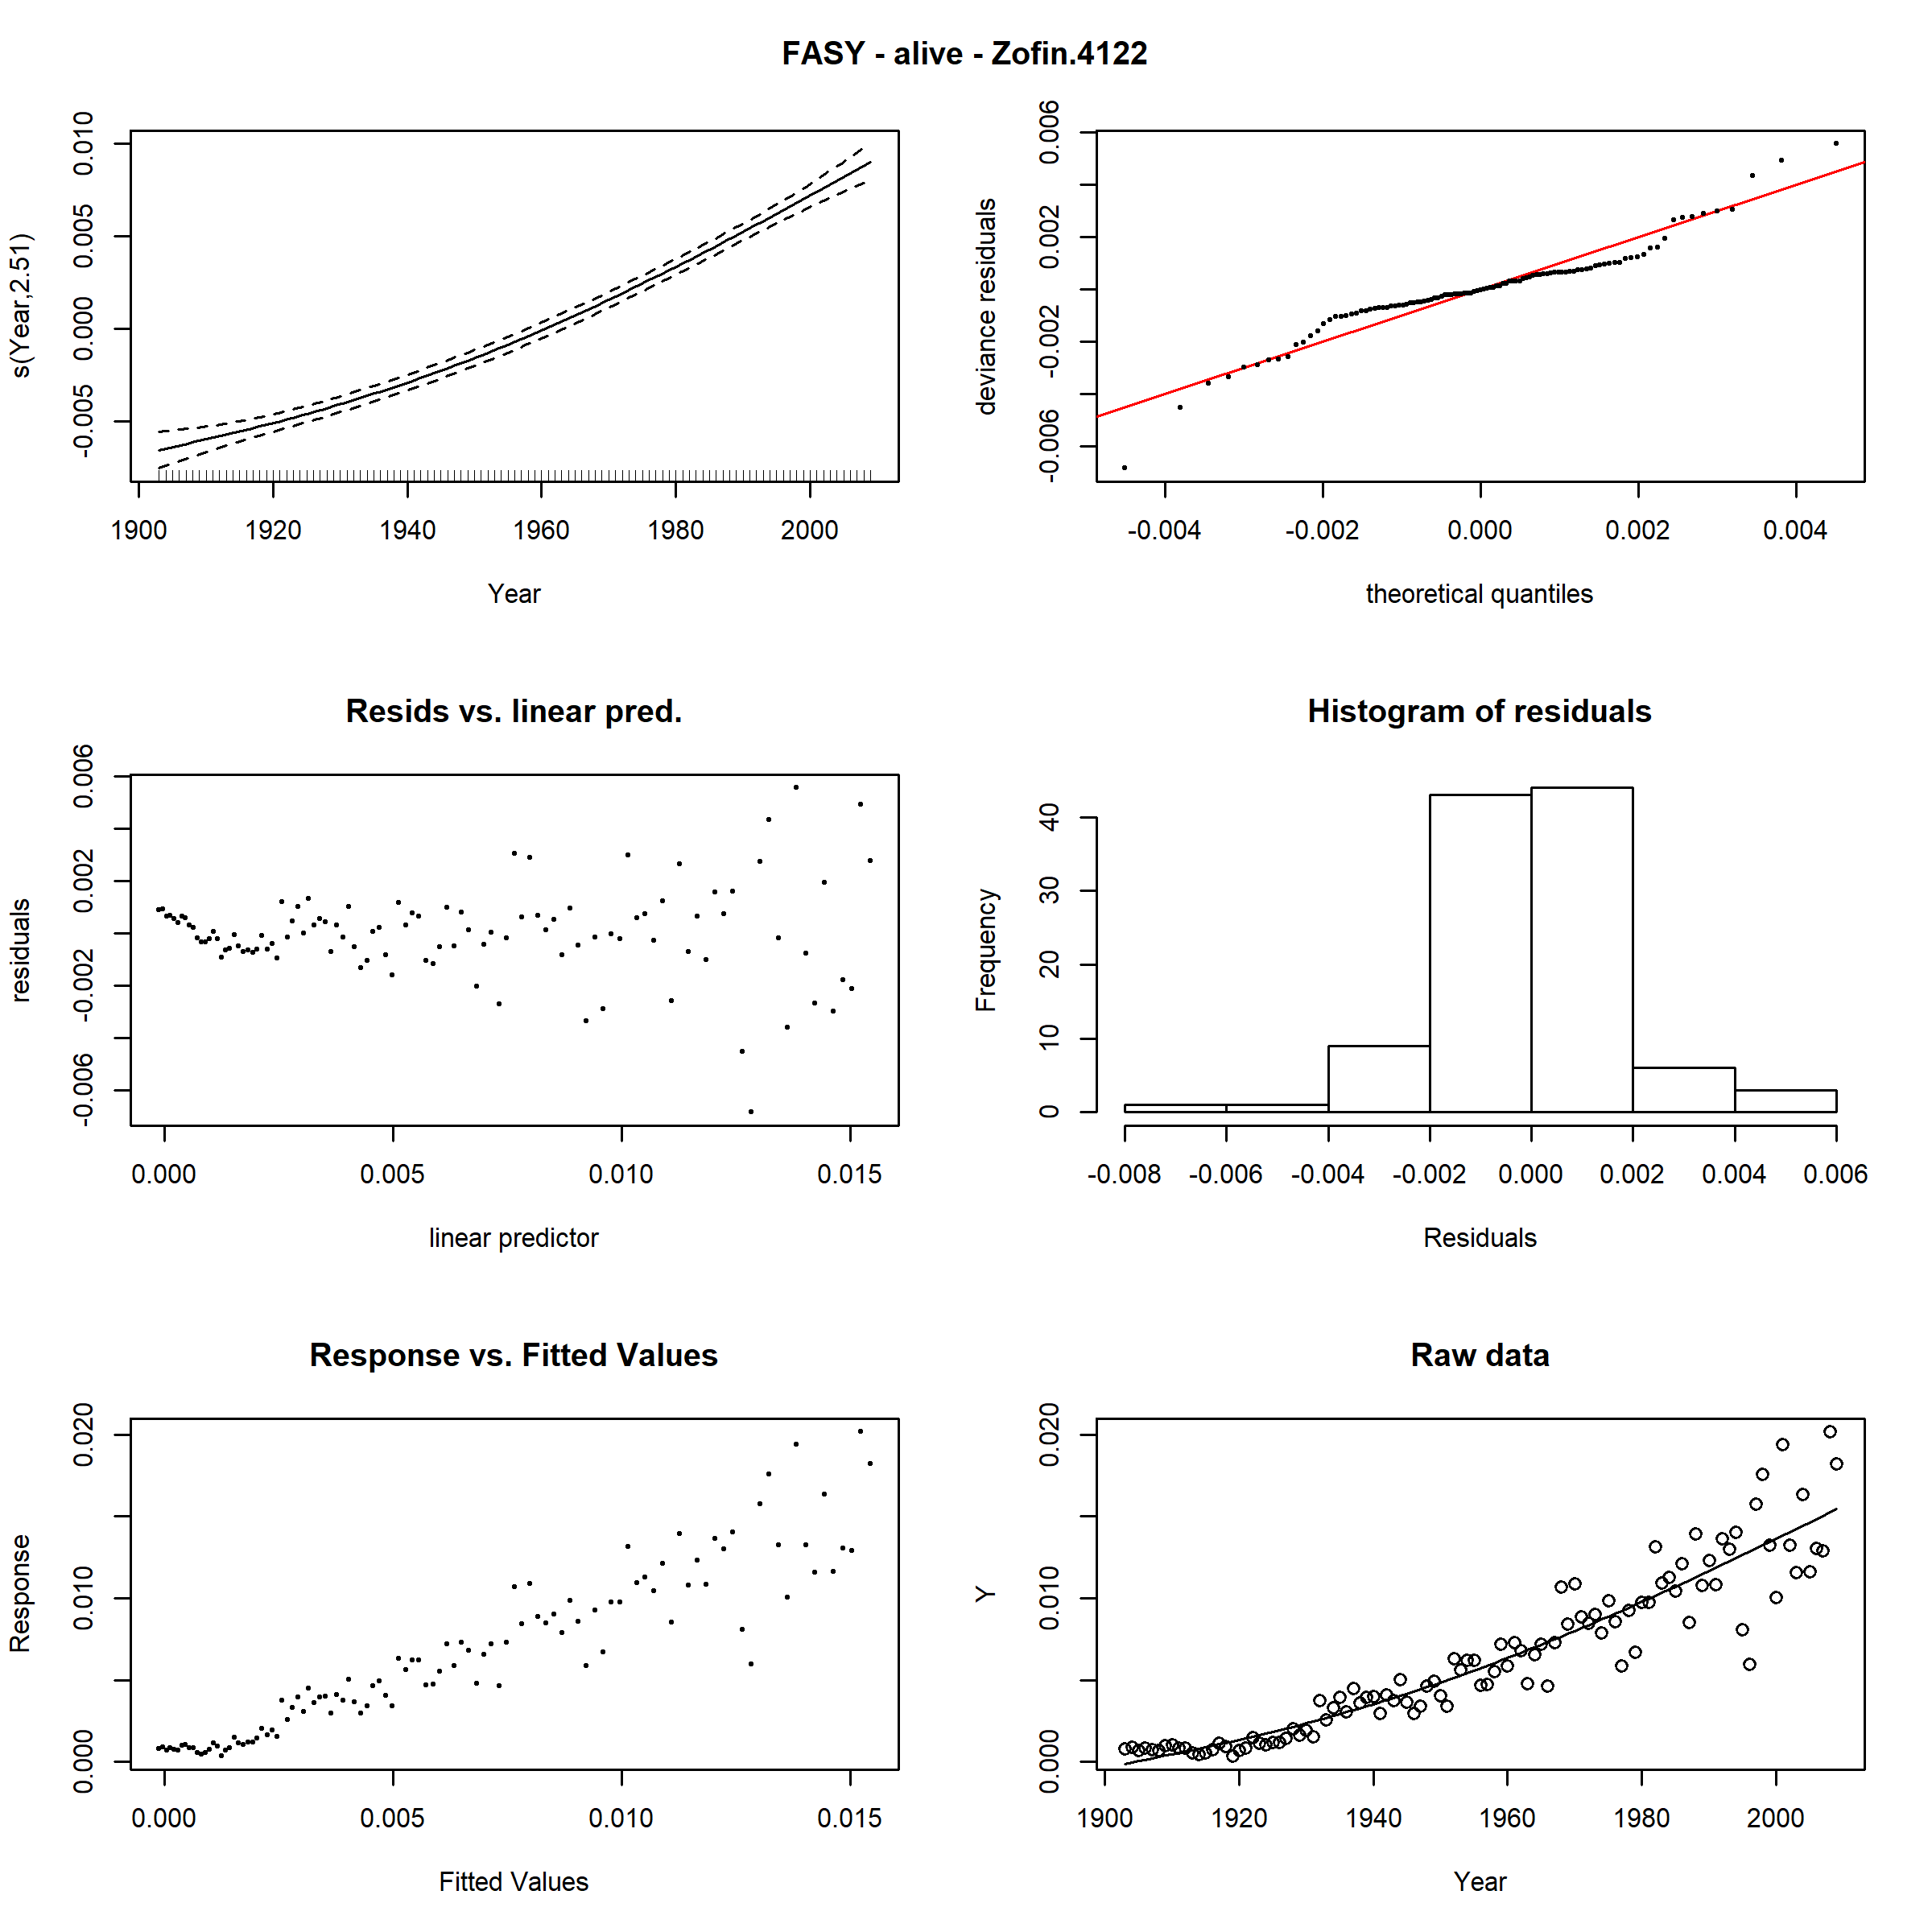 FASY - alive - Zofin.4122
s(Year,2.51)
-0.005 0.000 0.005 0.010
1900 1920 1940 1960 1980 2000
Year
deviance residuals
-0.006 -0.002 0.002 0.006
-0.004 -0.002 0.000 0.002 0.004
theoretical quantiles
Resids vs. linear pred.
residuals
-0.006 -0.002 0.002 0.006
0.000 0.005 0.010 0.015
linear predictor
Histogram of residuals
Frequency
0 10 20 30 40
-0.008 -0.006 -0.004 -0.002 0.000 0.002 0.004 0.006
Residuals
Response vs. Fitted Values
Response
0.000 0.010 0.020
0.000 0.005 0.010 0.015
Fitted Values
Raw data
Y
0.000 0.010 0.020
1900 1920 1940 1960 1980 2000
Year